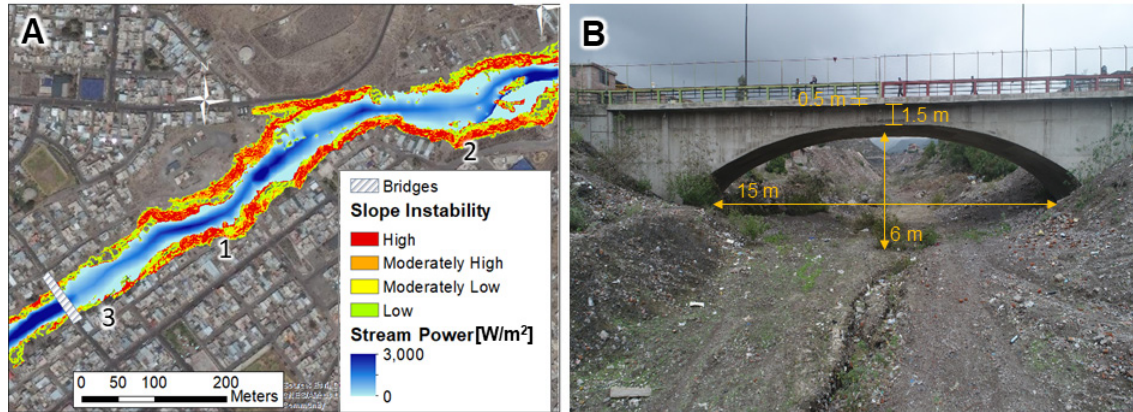 A
2
1
3
Bridges
Slope Instability
High
Moderately High
Moderately Low
Low
Stream Power[W/m²]
3,000
0
0 50 100 200
Meters
B
0.5 m
1.5 m
15 m
6 m